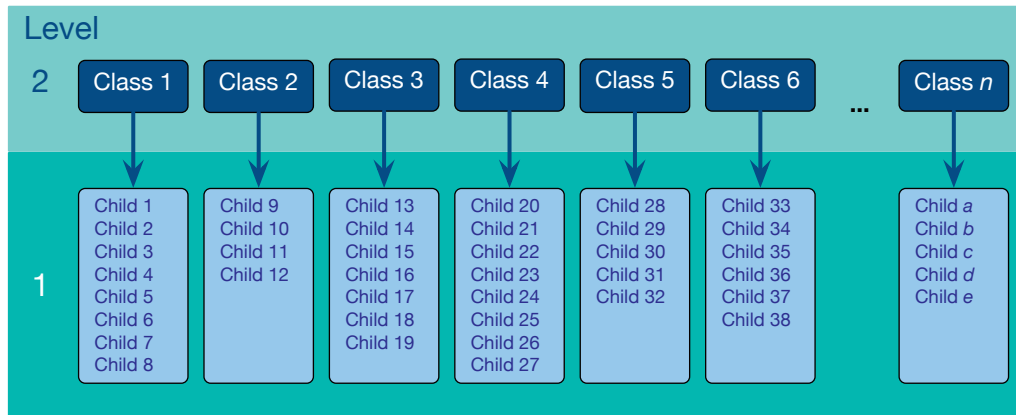 Level
2
Class 1
Class 2
Class 3
Class 4
Class 5
Class 6
...
Class n
1
Child 1
Child 2
Child 3
Child 4
Child 5
Child 6
Child 7
Child 8
Child 9
Child 10
Child 11
Child 12
Child 13
Child 14
Child 15
Child 16
Child 17
Child 18
Child 19
Child 20
Child 21
Child 22
Child 23
Child 24
Child 25
Child 26
Child 27
Child 28
Child 29
Child 30
Child 31
Child 32
Child 33
Child 34
Child 35
Child 36
Child 37
Child 38
Child a
Child b
Child c
Child d
Child e